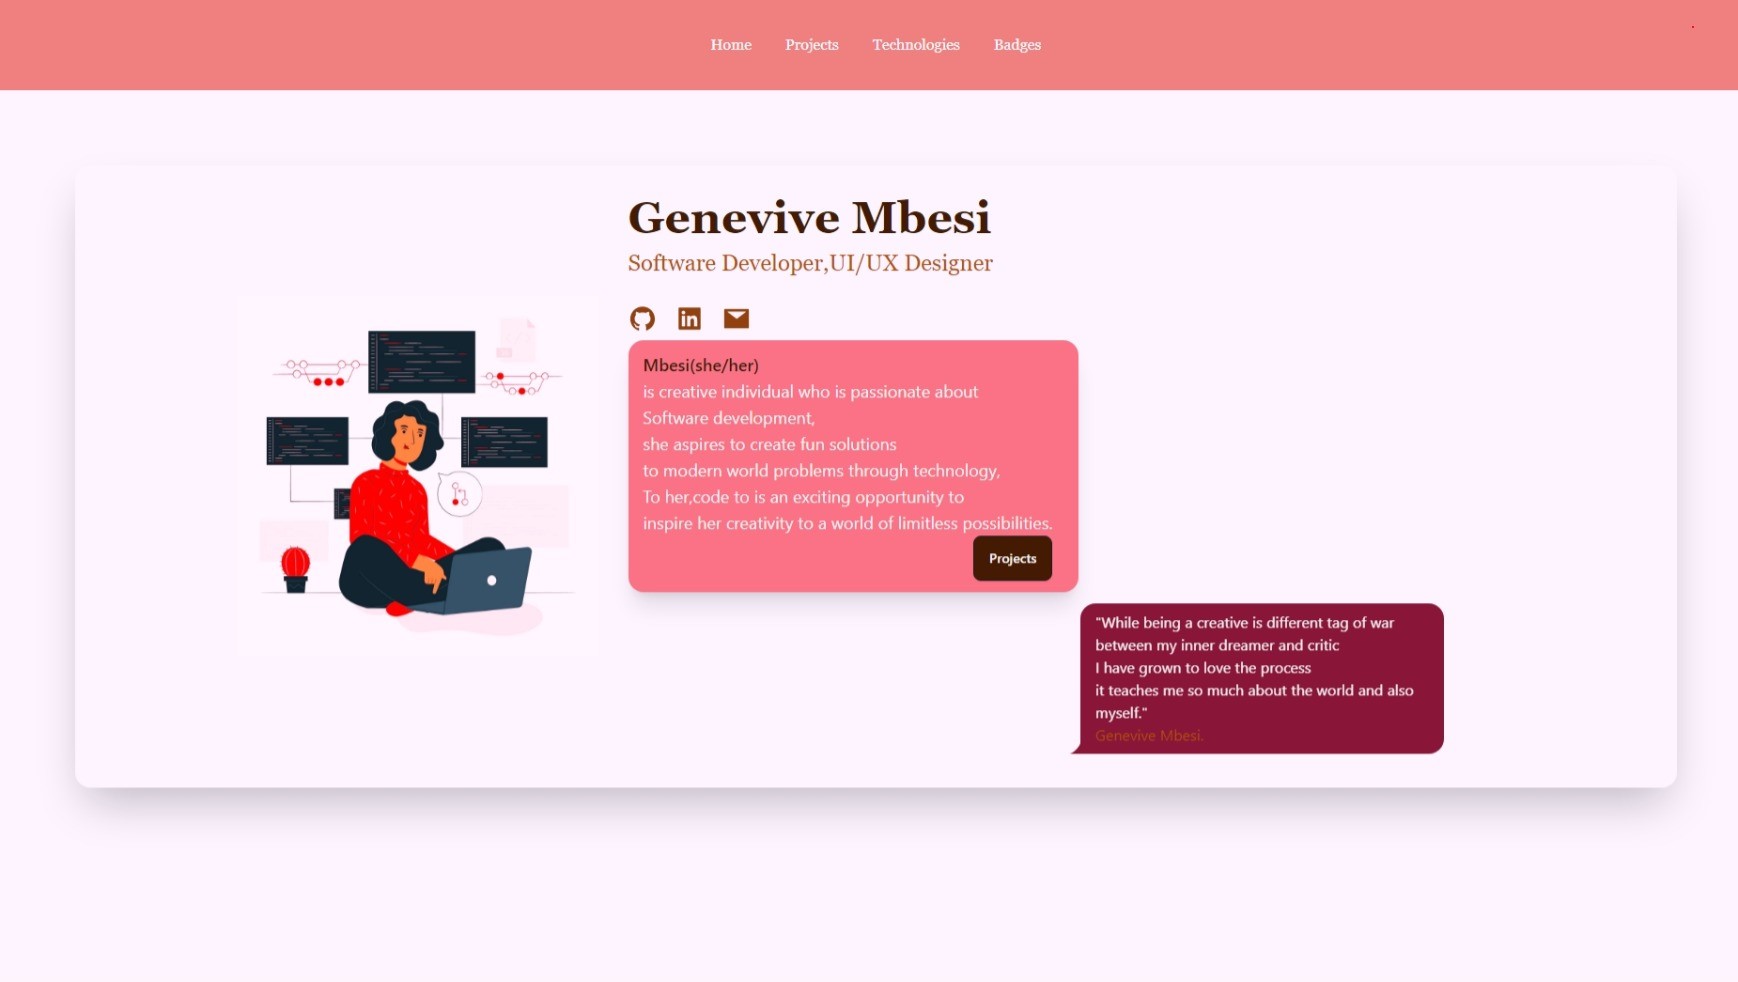 Home Projects Technologies Badges
Genevive Mbesi
Software Developer,UI/UX Designer
in
Mbesi(she/her)
is creative individual who is passionate about
Software development,
she aspires to create fun solutions
to modern world problems through technology,
To her,code to is an exciting opportunity to
inspire her creativity to a world of limitless possibilities.
Projects
"While being a creative is different tag of war
between my inner dreamer and critic
I have grown to love the process
it teaches me so much about the world and also
myself."
Genevive Mbesi.